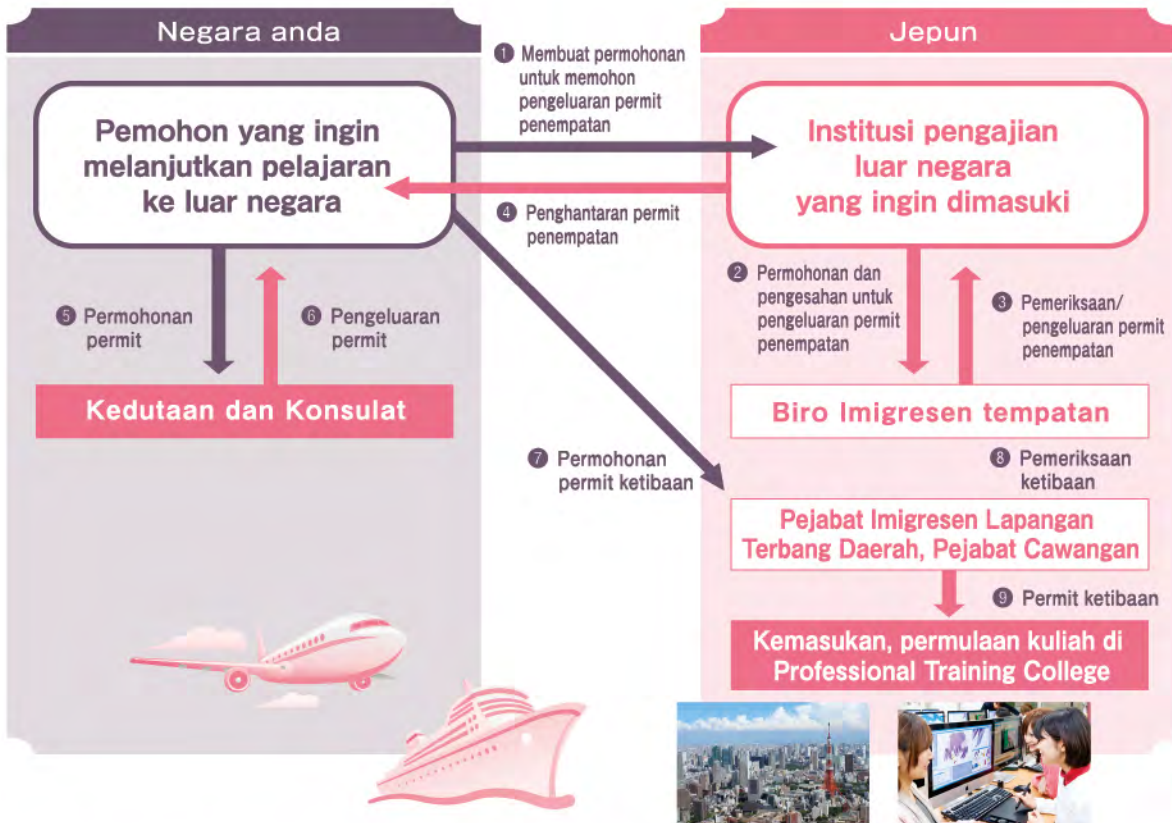 Negara anda
Jepun
❶ Membuat permohonan
untuk memohon
pengeluaran permit
penempatan
Pemohon yang ingin
melanjutkan pelajaran
ke luar negara
Institusi pengajian
luar negara
yang ingin dimasuki
❹ Penghantaran permit
penempatan
❷ Permohonan dan
pengesahan untuk
pengeluaran permit
penempatan
❸ Pemeriksaan/
pengeluaran permit
penempatan
❺ Permohonan
permit
❻ Pengeluaran
permit
Kedutaan dan Konsulat
Biro Imigresen tempatan
❼ Permohonan
permit ketibaan
❽ Pemeriksaan
ketibaan
Pejabat Imigresen Lapangan
Terbang Daerah, Pejabat Cawangan
❾ Permit ketibaan
Kemasukan, permulaan kuliah di
Professional Training College